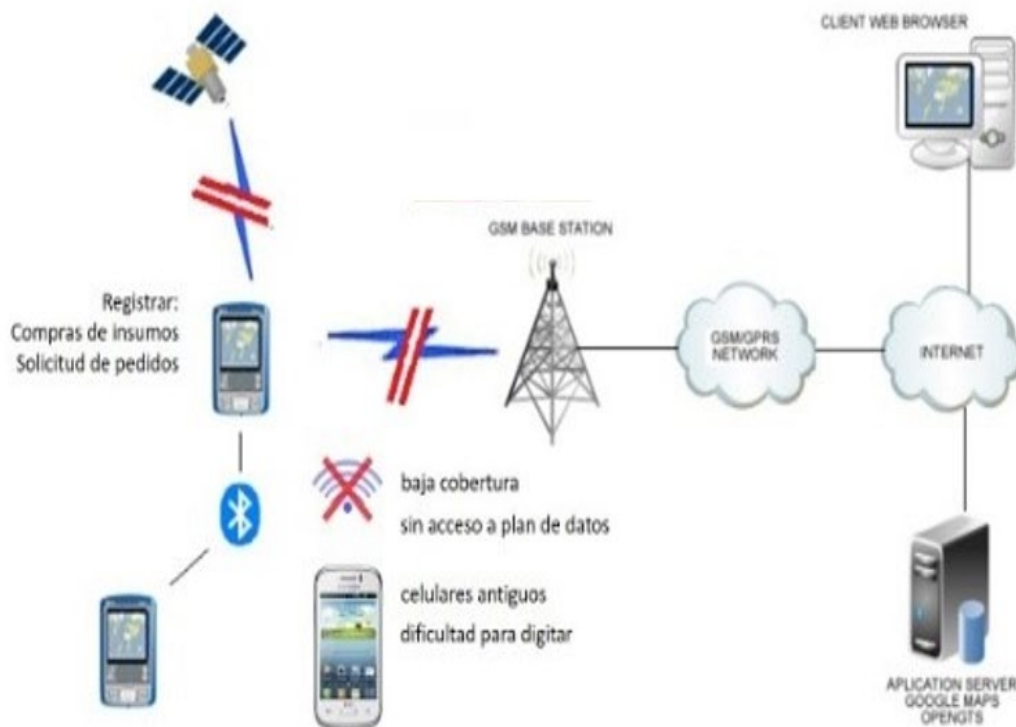 CLIENT WEB BROWSER
GSM BASE STATION
Registrar:
Compras de insumos
Solicitud de pedidos
GSM/GPRS
NETWORK
INTERNET
baja cobertura
sin acceso a plan de datos
celulares antiguos
dificultad para digitar
APLICATION SERVER
GOOGLE MAPS
OPENGTS